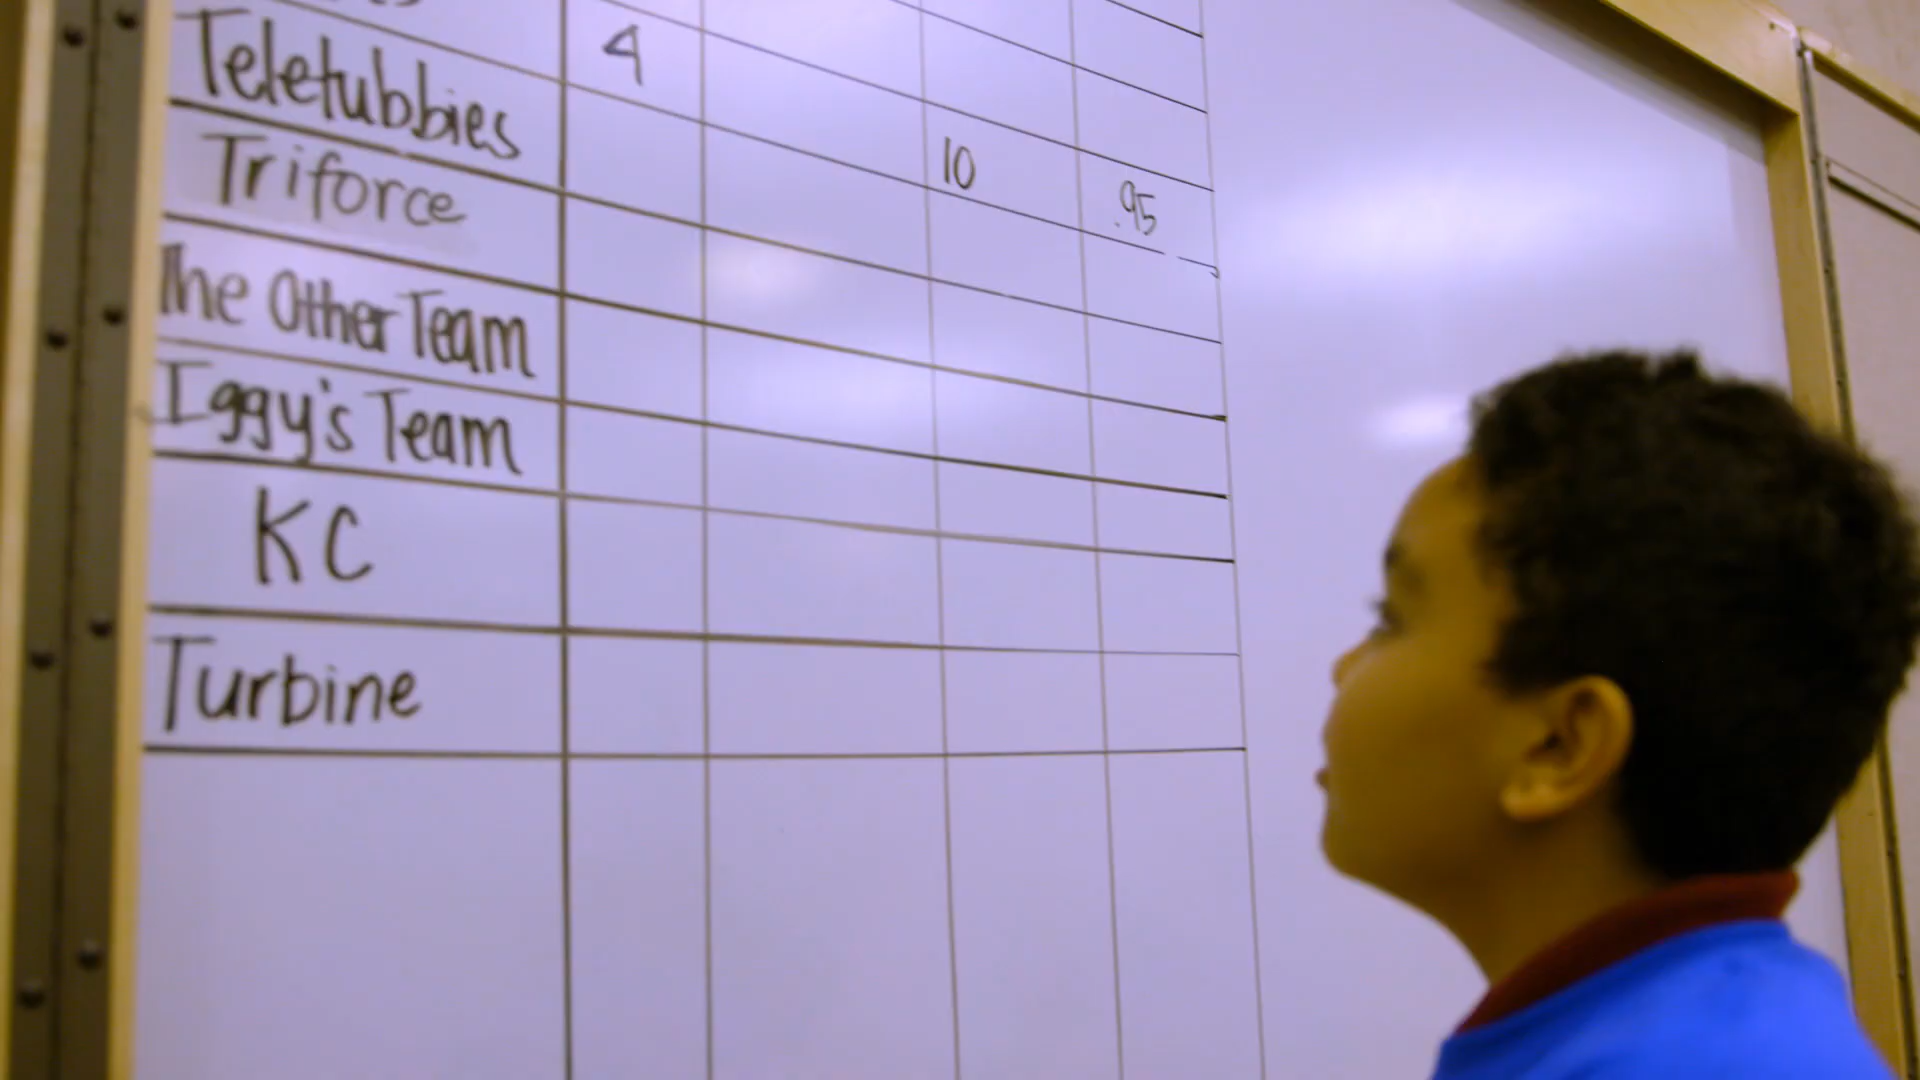 Teletubbies 4
10 .95
Triforce
The Other Team
Iggy's Team
KC
Turbine